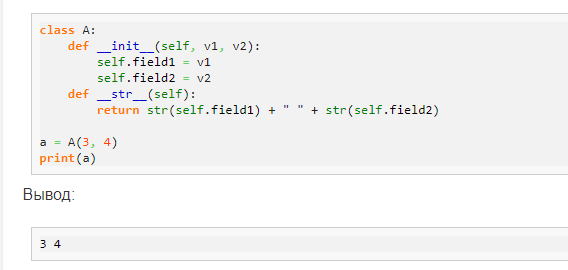 class A:
    def __init__(self, v1, v2):
        self.field1 = v1
        self.field2 = v2
    def __str__(self):
        return str(self.field1) + " " + str(self.field2)

a = A(3, 4)
print(a)
Вывод:
3 4